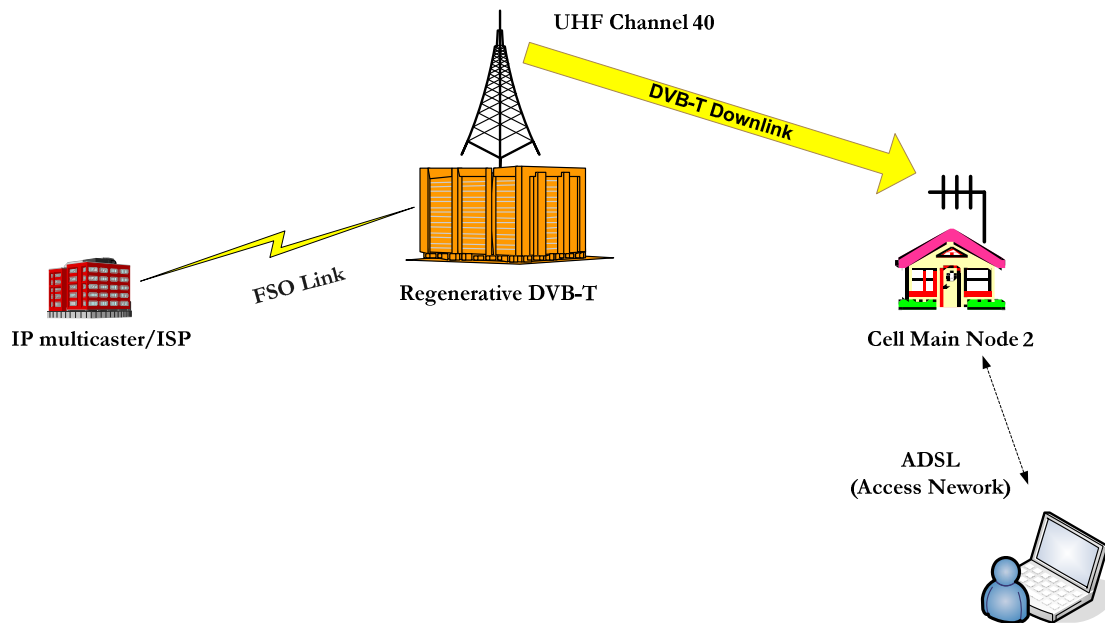 UHF Channel 40
DVB-T Downlink
FSO Link
Regenerative DVB-T
IP multicaster/ISP
Cell Main Node 2
ADSL
(Access Nework)